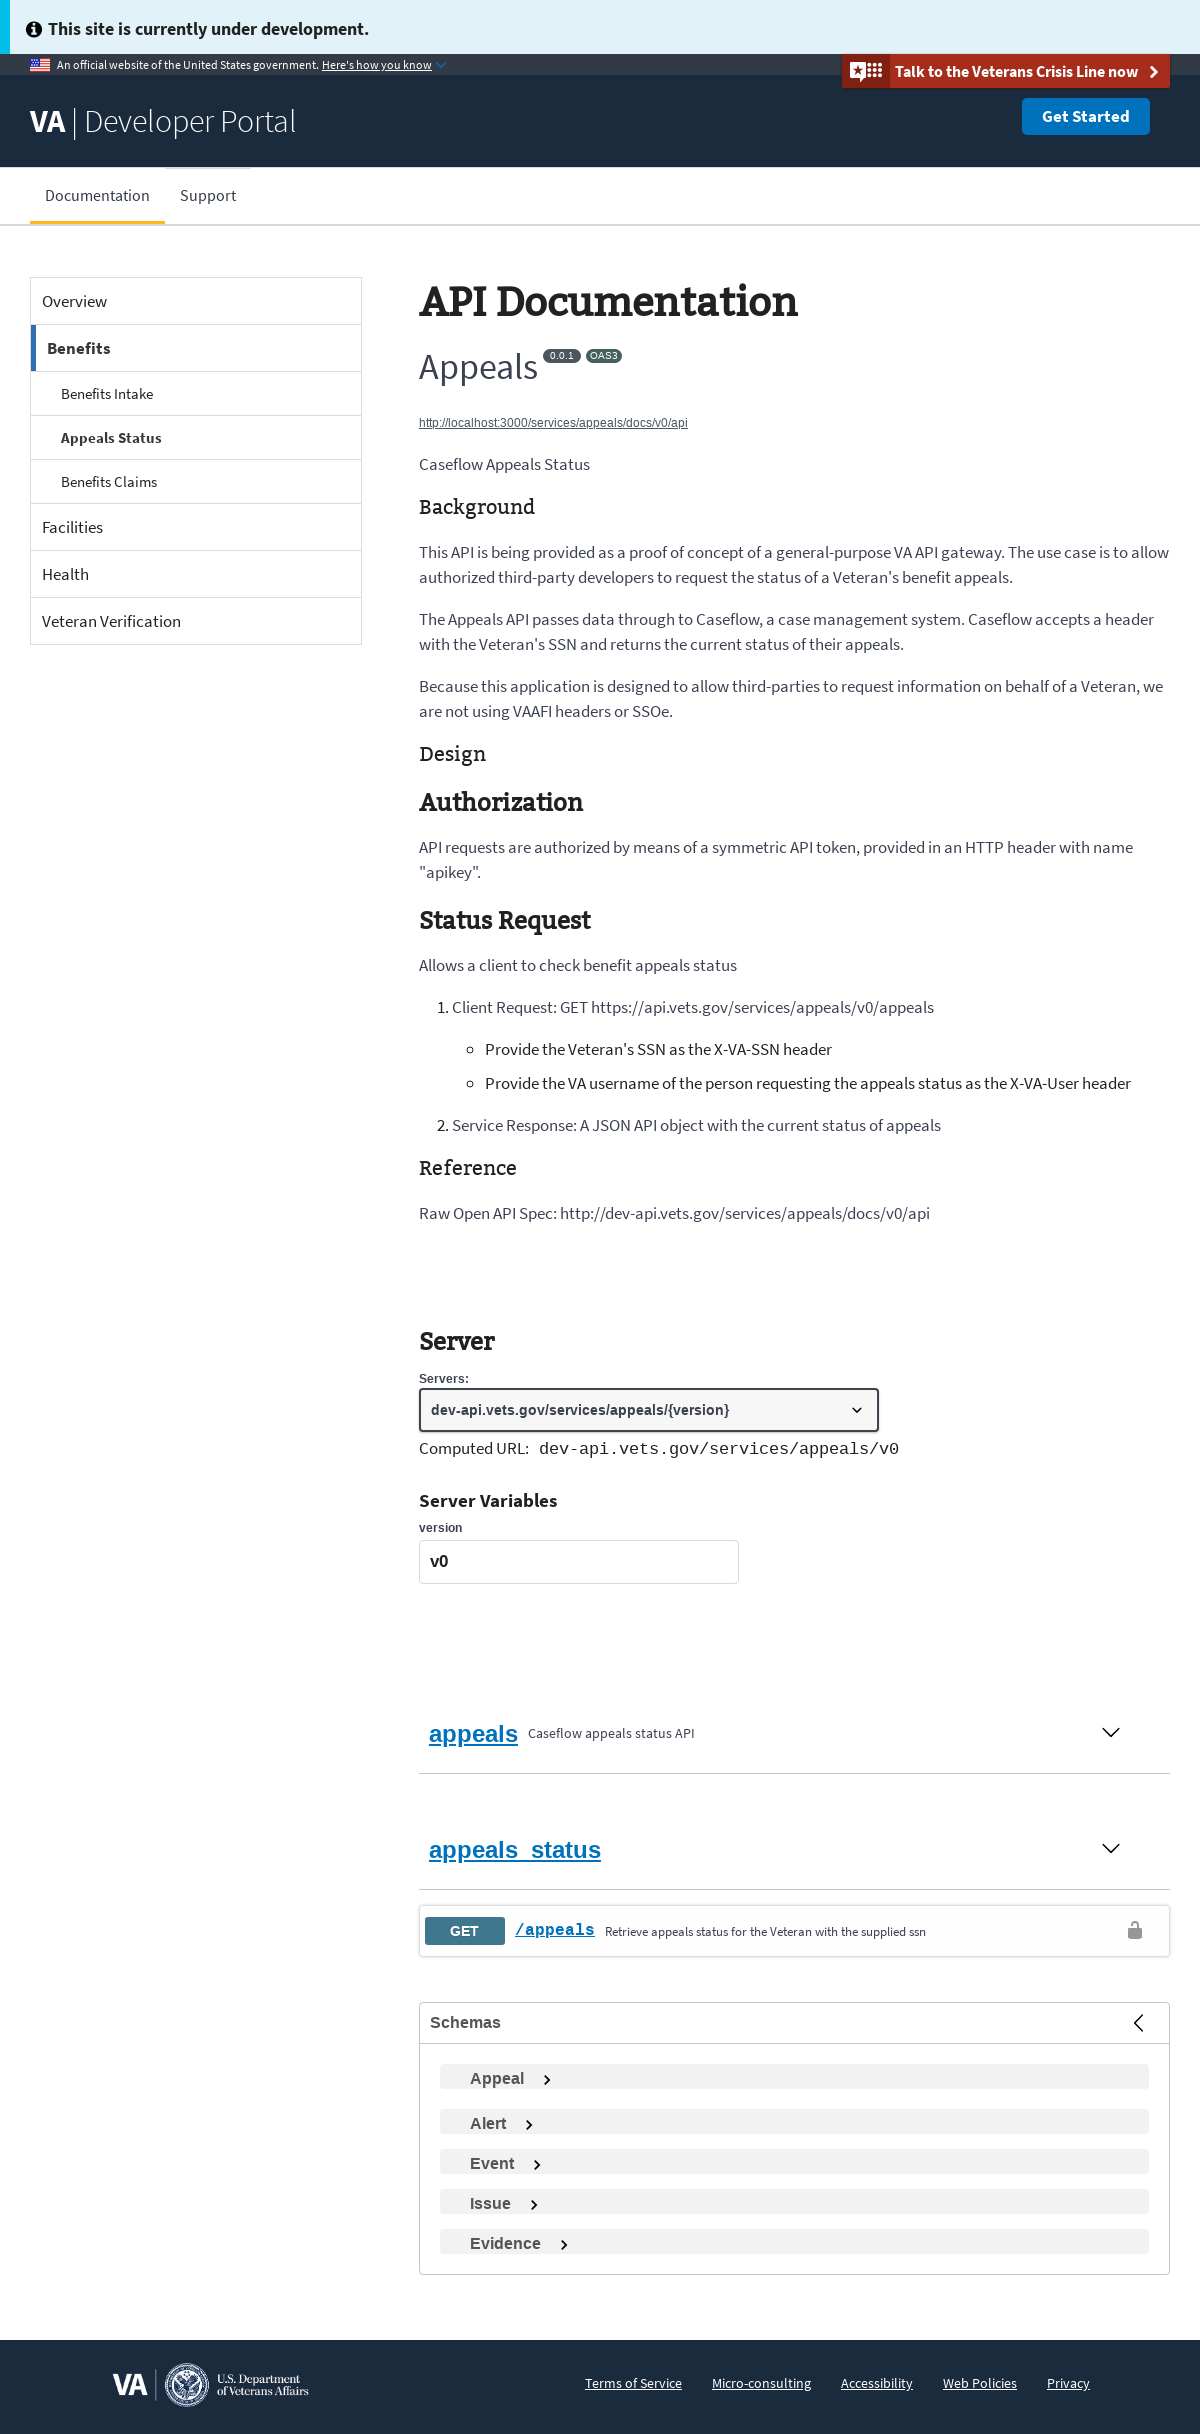 This site is currently under development.
An official website of the United States government. Here's how you know
Talk to the Veterans Crisis Line now
VA | Developer Portal
Get Started
Documentation
Support
Overview
Benefits
Benefits Intake
Appeals Status
Benefits Claims
Facilities
Health
Veteran Verification
API Documentation
Appeals 0.0.1 OAS3
http://localhost:3000/services/appeals/docs/v0/api
Caseflow Appeals Status
Background
This API is being provided as a proof of concept of a general-purpose VA API gateway. The use case is to allow
authorized third-party developers to request the status of a Veteran's benefit appeals.
The Appeals API passes data through to Caseflow, a case management system. Caseflow accepts a header
with the Veteran's SSN and returns the current status of their appeals.
Because this application is designed to allow third-parties to request information on behalf of a Veteran, we
are not using VAAFI headers or SSOe.
Design
Authorization
API requests are authorized by means of a symmetric API token, provided in an HTTP header with name
"apikey".
Status Request
Allows a client to check benefit appeals status
1. Client Request: GET https://api.vets.gov/services/appeals/v0/appeals
Provide the Veteran's SSN as the X-VA-SSN header
Provide the VA username of the person requesting the appeals status as the X-VA-User header
2. Service Response: A JSON API object with the current status of appeals
Reference
Raw Open API Spec: http://dev-api.vets.gov/services/appeals/docs/v0/api
Server
Servers:
dev-api.vets.gov/services/appeals/{version}
Computed URL: dev-api.vets.gov/services/appeals/v0
Server Variables
version
v0
appeals Caseflow appeals status API
appeals_status
GET /appeals Retrieve appeals status for the Veteran with the supplied ssn
Schemas
Appeal
Alert
Event
Issue
Evidence
VA
U.S. Department
of Veterans Affairs
Terms of Service
Micro-consulting
Accessibility
Web Policies
Privacy